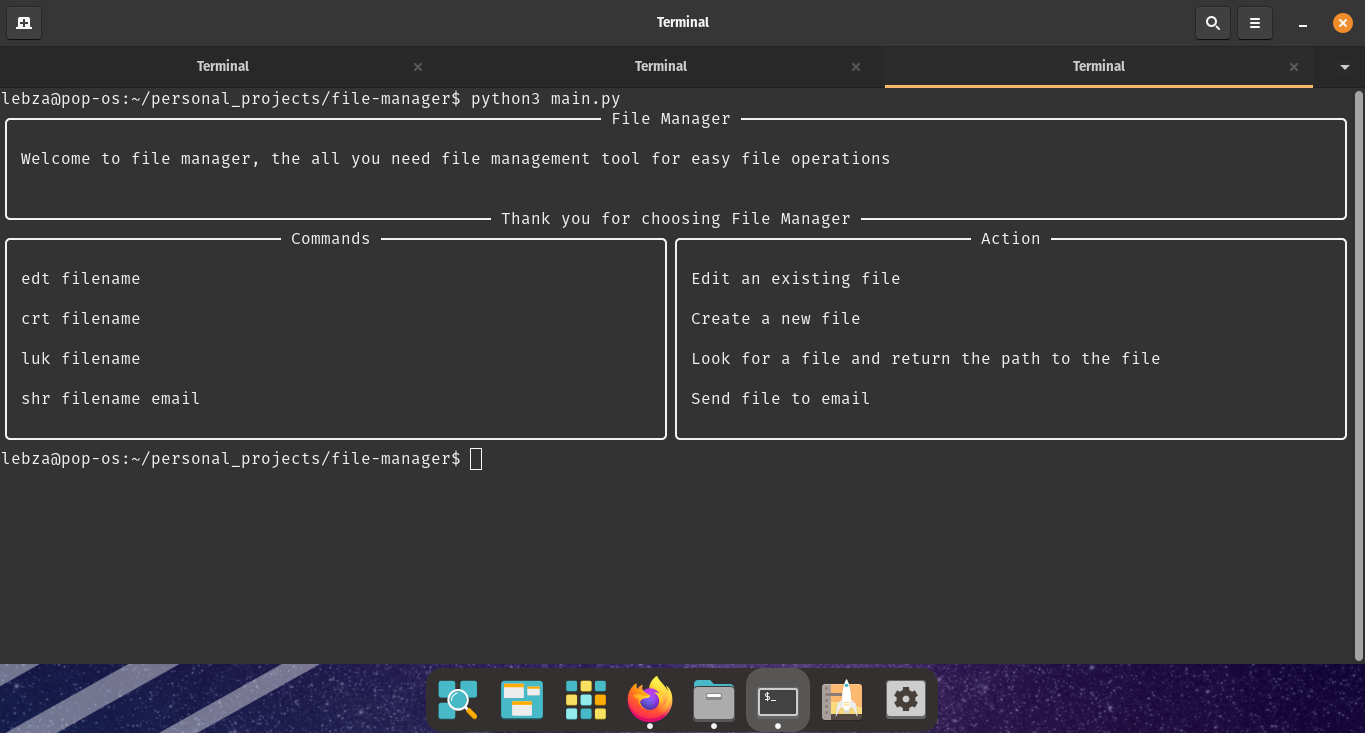 Terminal
Terminal
Terminal
Terminal
lebza@pop-os:~/personal_projects/file-manager$ python3 main.py
File Manager
Welcome to file manager, the all you need file management tool for easy file operations
Thank you for choosing File Manager
Commands
edt filename
crt filename
luk filename
shr filename email
Action
Edit an existing file
Create a new file
Look for a file and return the path to the file
Send file to email
lebza@pop-os:~/personal_projects/file-manager$
$_